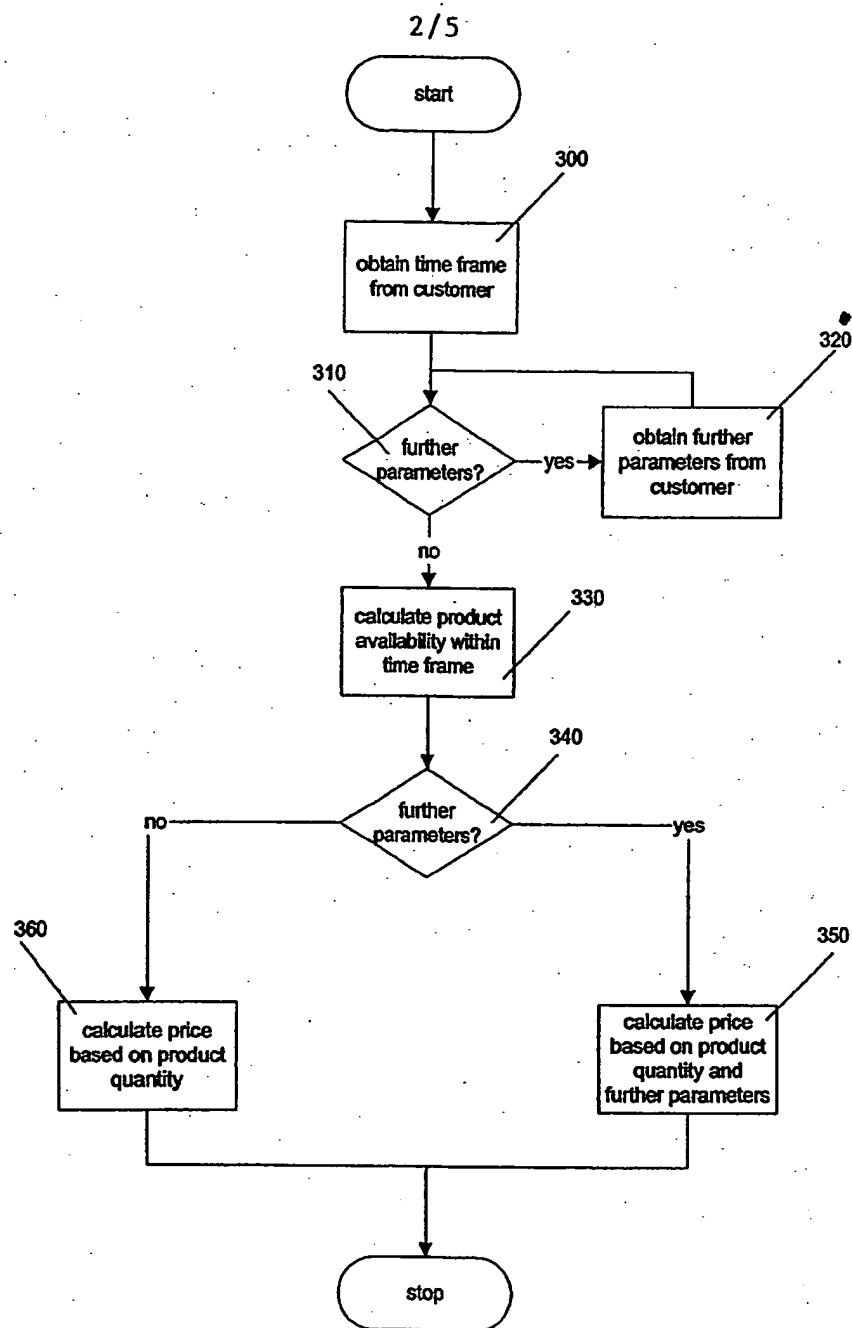 2/5
start
300
obtain time frame
from customer
320
310
further
parameters?
yes
obtain further
parameters from
customer
no
330
calculate product
availability within
time frame
340
further
parameters?
no
yes
360
350
calculate price
based on product
quantity
calculate price
based on product
quantity and
further parameters
stop